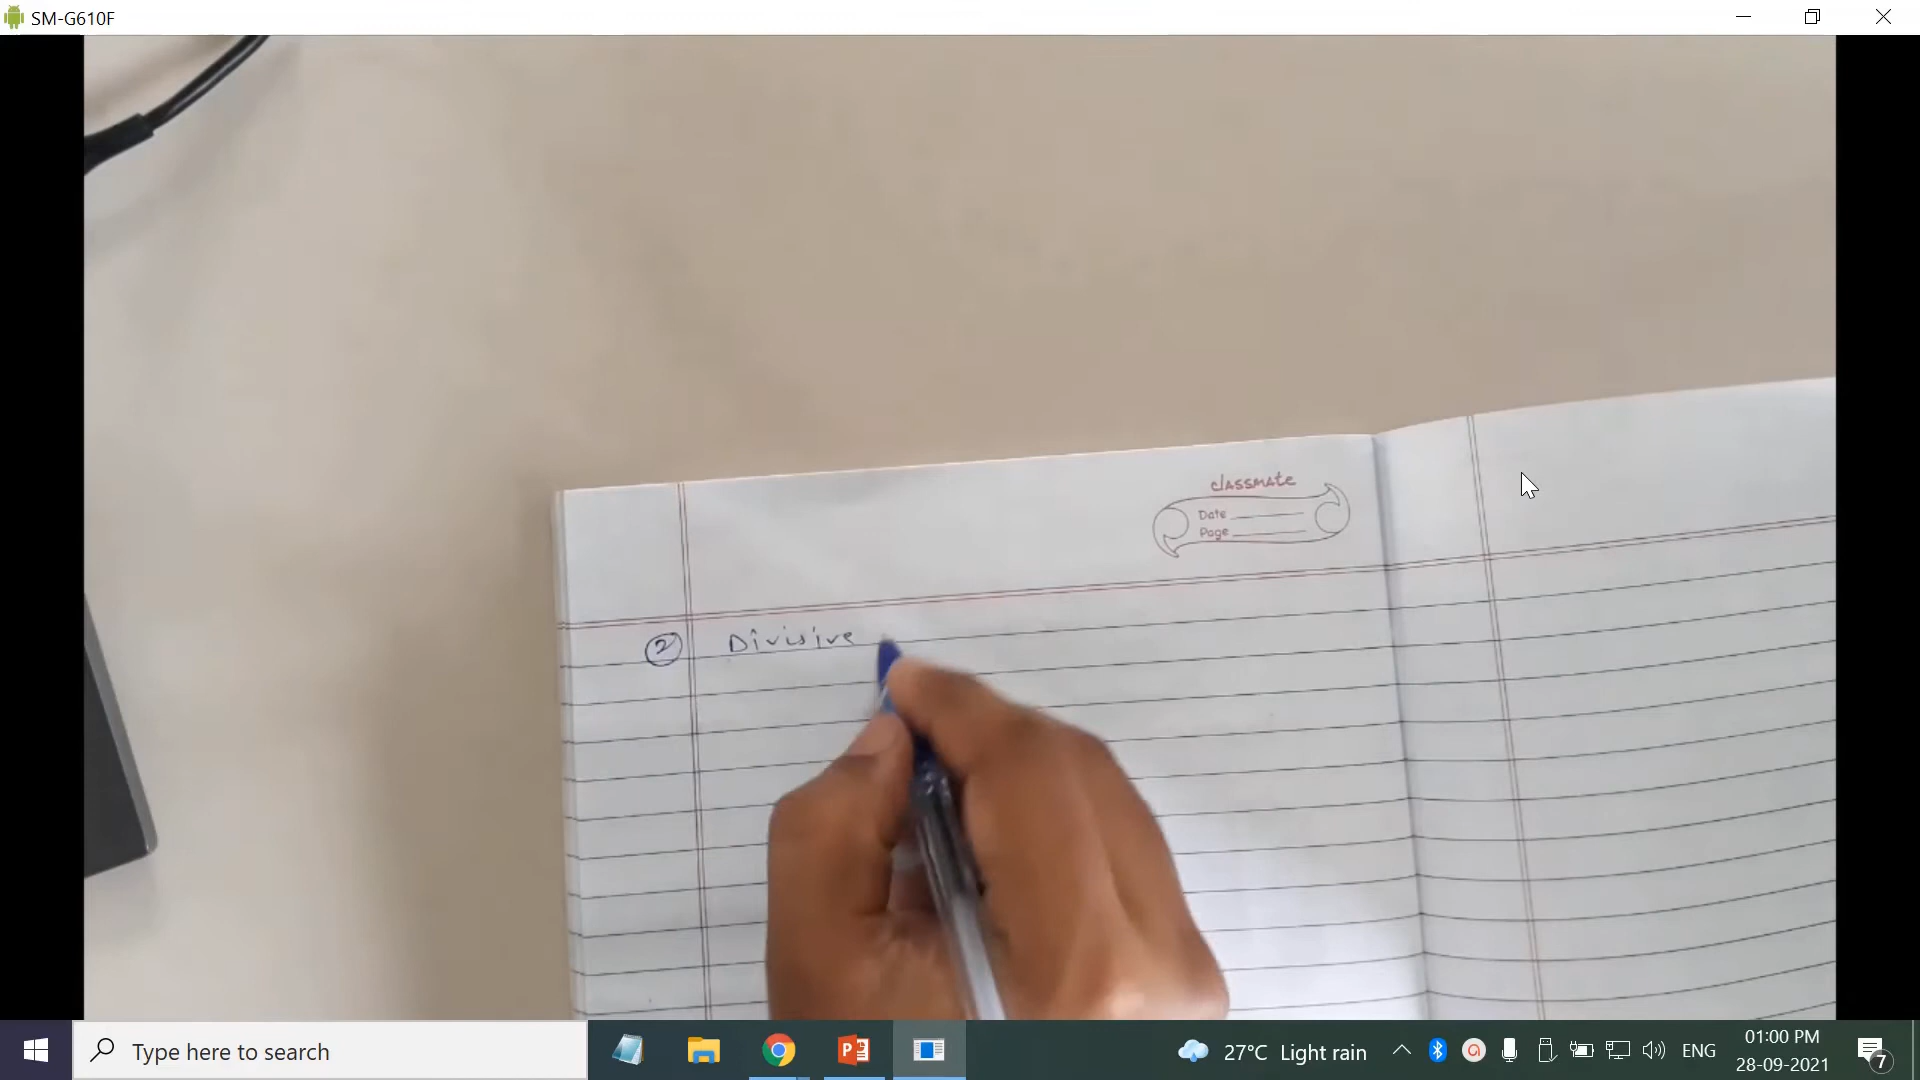 SM-G610F
classmate
Date
Page
2 Divisive
Type here to search
27°C Light rain
ENG
01:00 PM
28-09-2021
7